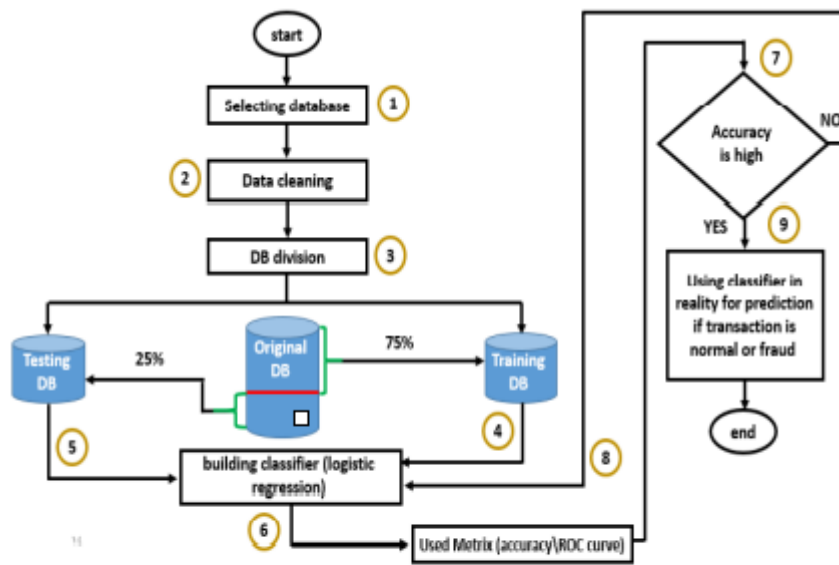 start
Selecting database
1
2
Data cleaning
DB division
3
Testing
DB
25%
Original
DB
75%
Training
DB
5
4
building classifier (logistic
regression)
6
Used Metrix (accuracy\ROC curve)
8
7
Accuracy
is high
NO
YES
9
Using classifier in
reality for prediction
if transaction is
normal or fraud
end